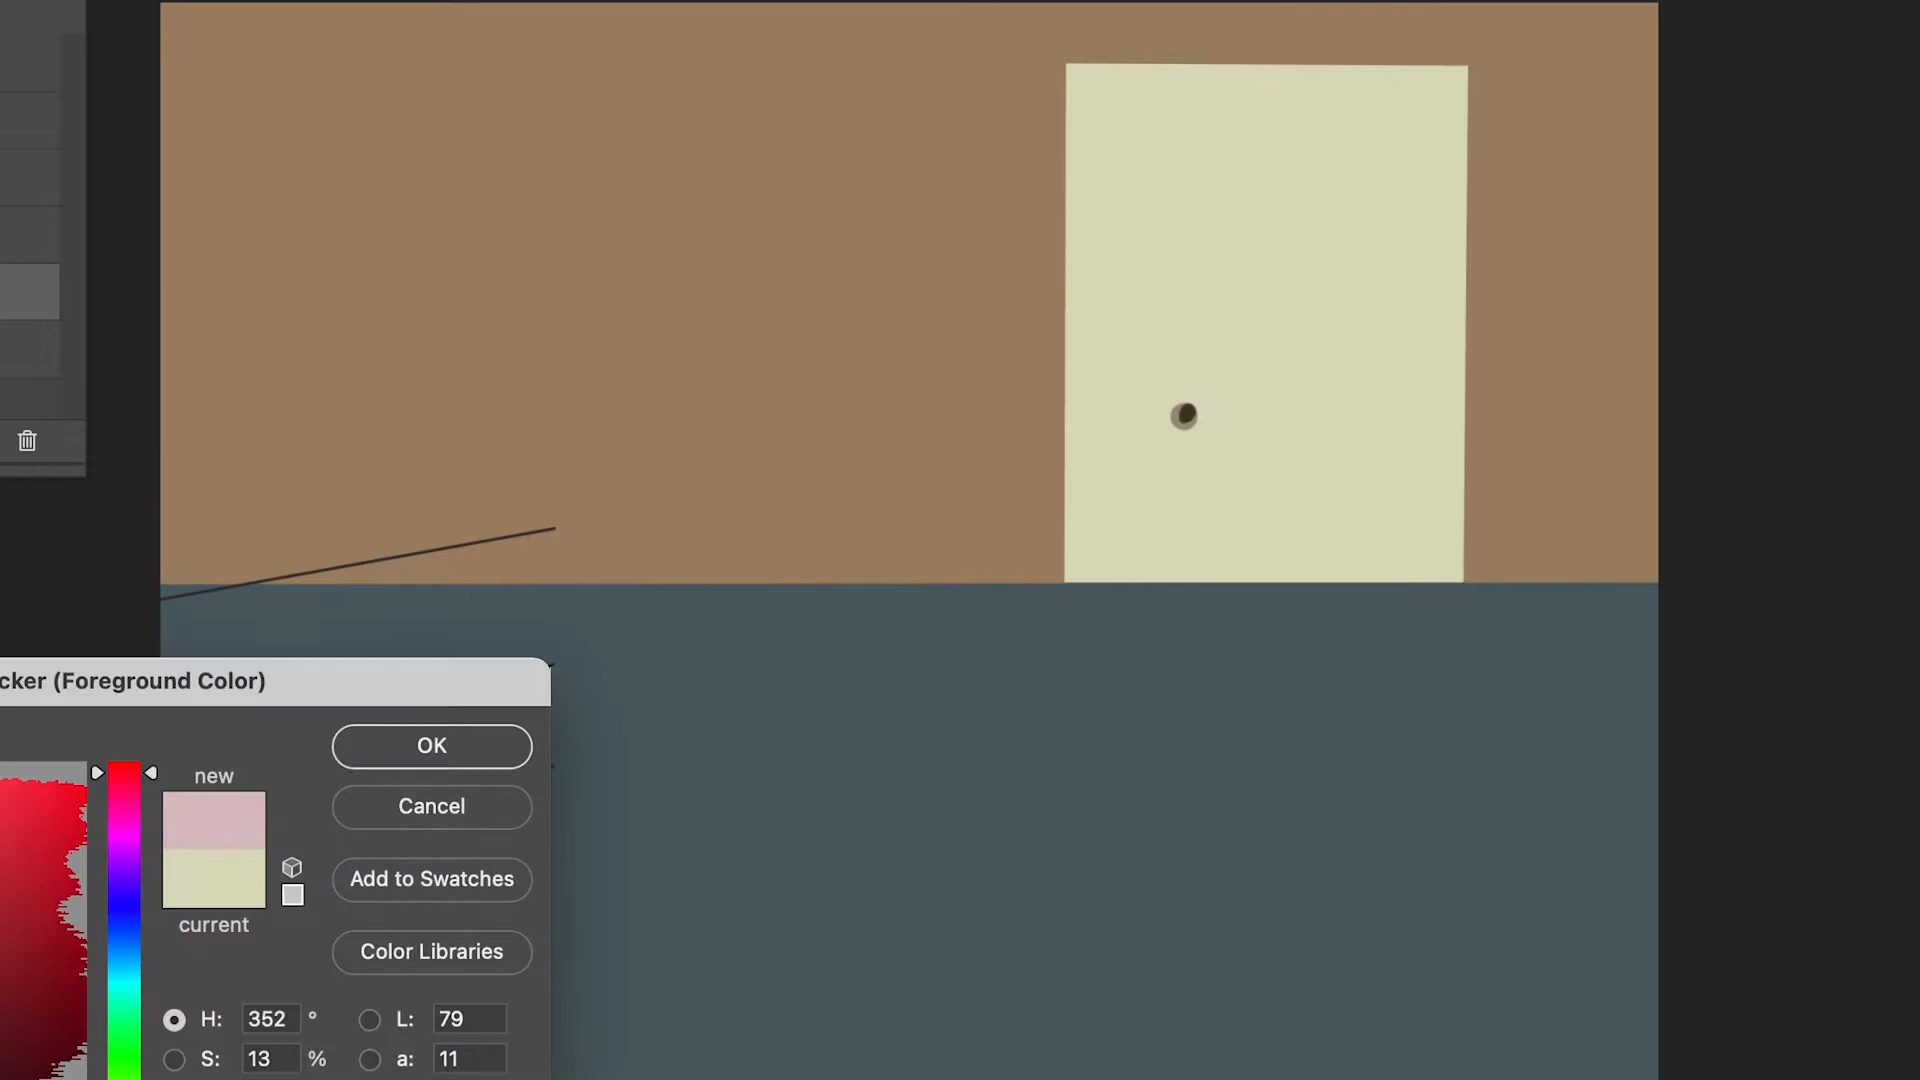 cker (Foreground Color)
OK
new
Cancel
Add to Swatches
current
Color Libraries
H: 352 ° L: 79
S: 13 % a: 11